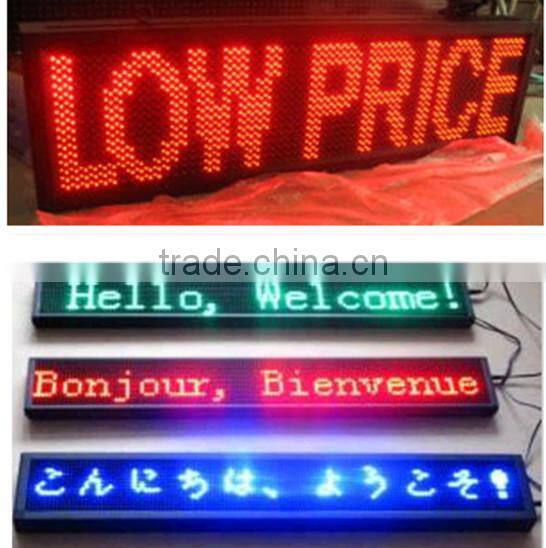 LOW PRICE
trade.china.cn
Hello, Welcome!
Bonjour, Bienvenue
こんにちは、ようこそ!